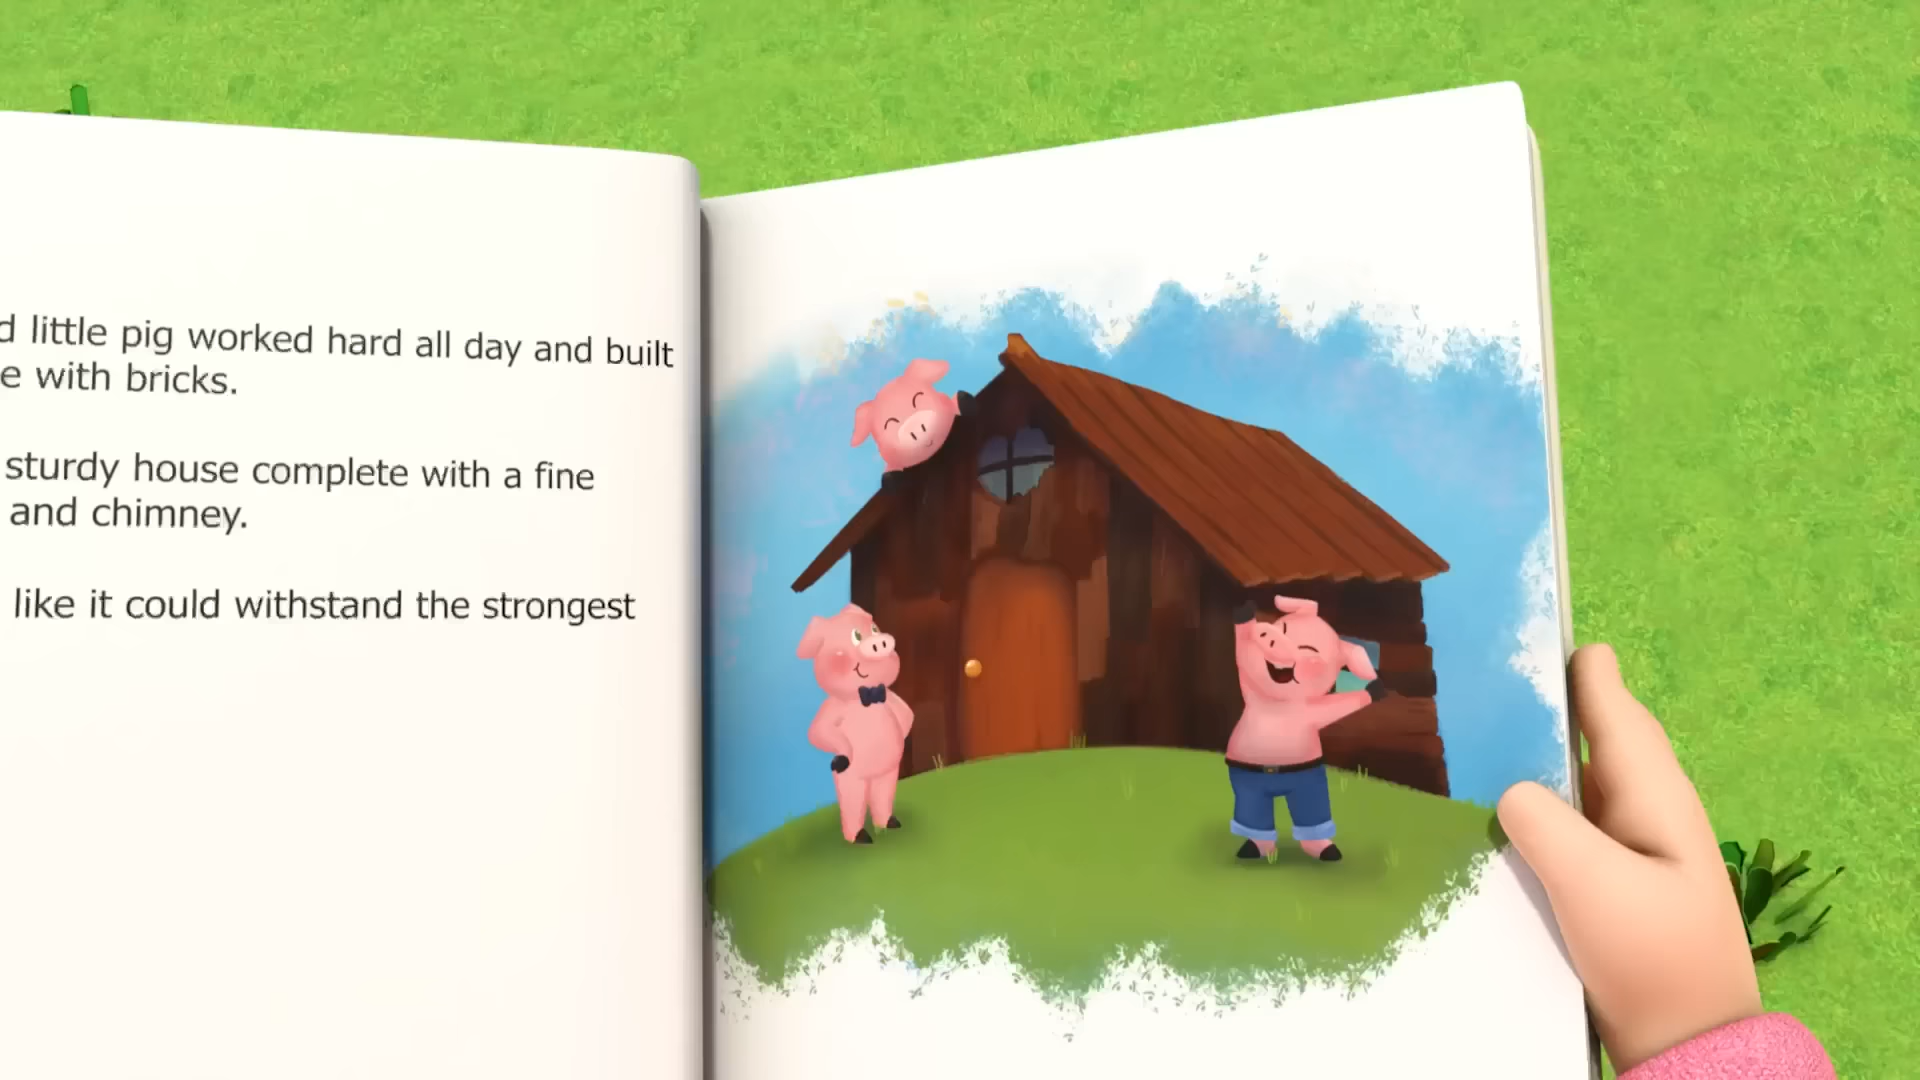 little pig worked hard all day and built
with bricks.
sturdy house complete with a fine
and chimney.
like it could withstand the strongest